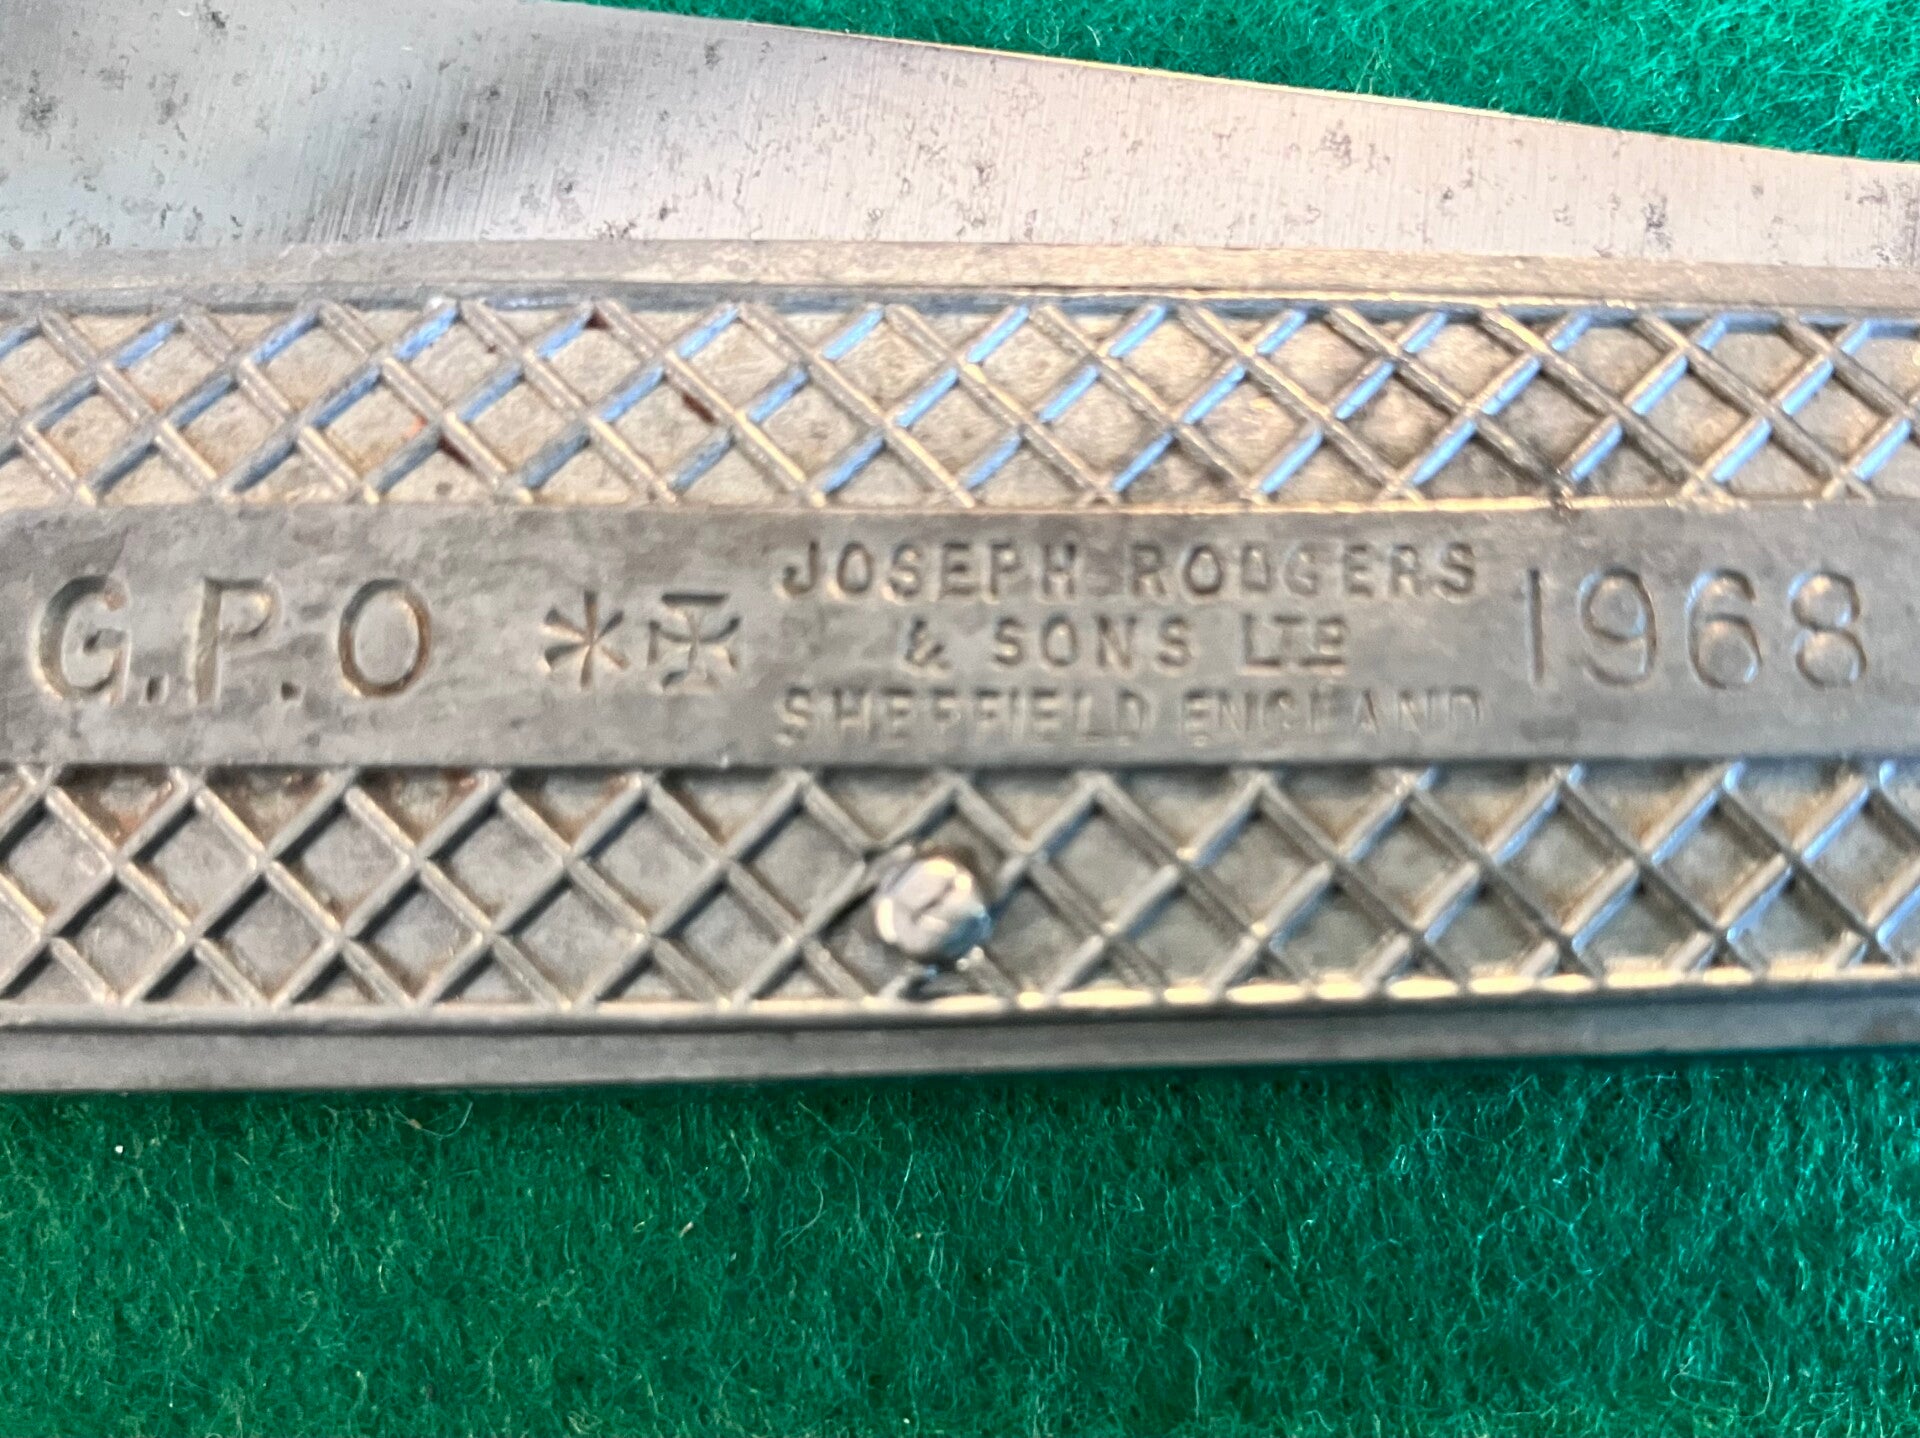 G.P.O
JOSEPH RODGERS
& SONS LTD
SHEFFIELD ENGLAND
1968